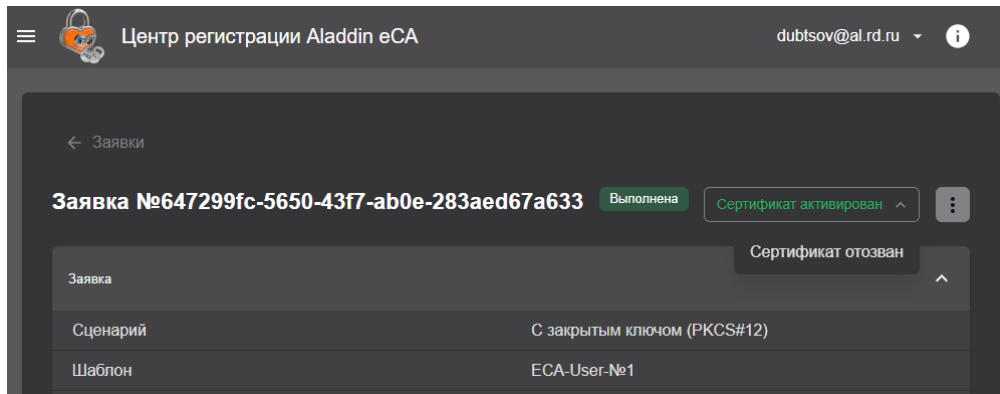 Центр регистрации Aladdin eCA
dubtsov@al.rd.ru
Заявки
Заявка №647299fc-5650-43f7-ab0e-283aed67a633
Выполнена
Сертификат активирован
Сертификат отозван
Заявка
Сценарий
С закрытым ключом (PKCS#12)
Шаблон
ECA-User-№1